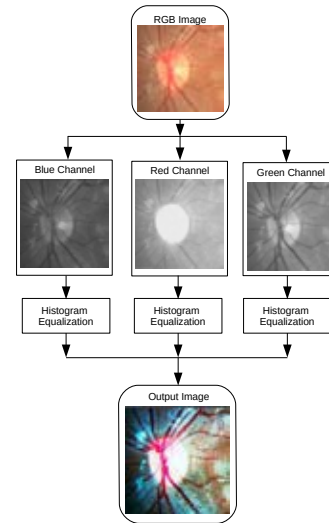 RGB Image
Blue Channel
Red Channel
Green Channel
Histogram
Equalization
Histogram
Equalization
Histogram
Equalization
Output Image